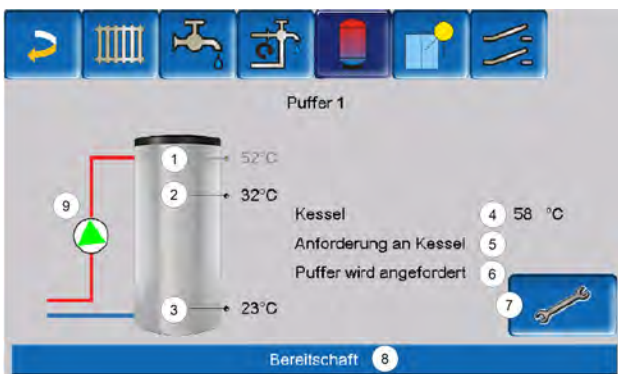 Puffer 1
1 52°C
2 32°C
9
Kessel 4 58 °C
Anforderung an Kessel 5
Puffer wird angefordert 6
7
3 23°C
Bereitschaft 8